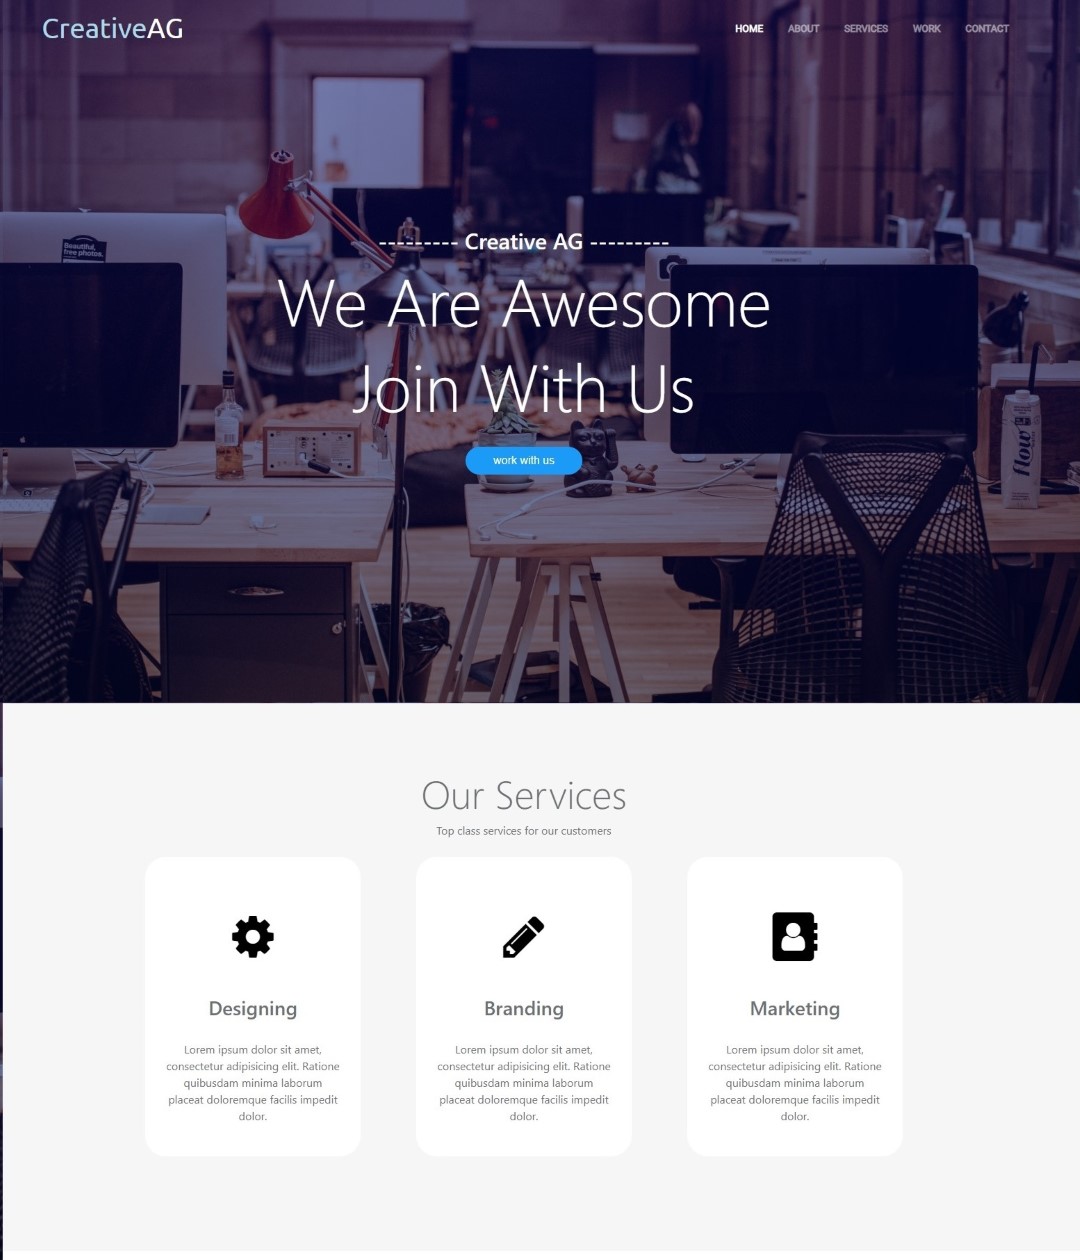 CreativeAG
HOME ABOUT SERVICES WORK CONTACT
Beautiful,
free photos.
--------- Creative AG ---------
We Are Awesome
Join With Us
work with us
flow
Our Services
Top class services for our customers
Designing
Lorem ipsum dolor sit amet,
consectetur adipisicing elit. Ratione
quibusdam minima laborum
placeat doloremque facilis impedit
dolor.
Branding
Lorem ipsum dolor sit amet,
consectetur adipisicing elit. Ratione
quibusdam minima laborum
placeat doloremque facilis impedit
dolor.
Marketing
Lorem ipsum dolor sit amet,
consectetur adipisicing elit. Ratione
quibusdam minima laborum
placeat doloremque facilis impedit
dolor.